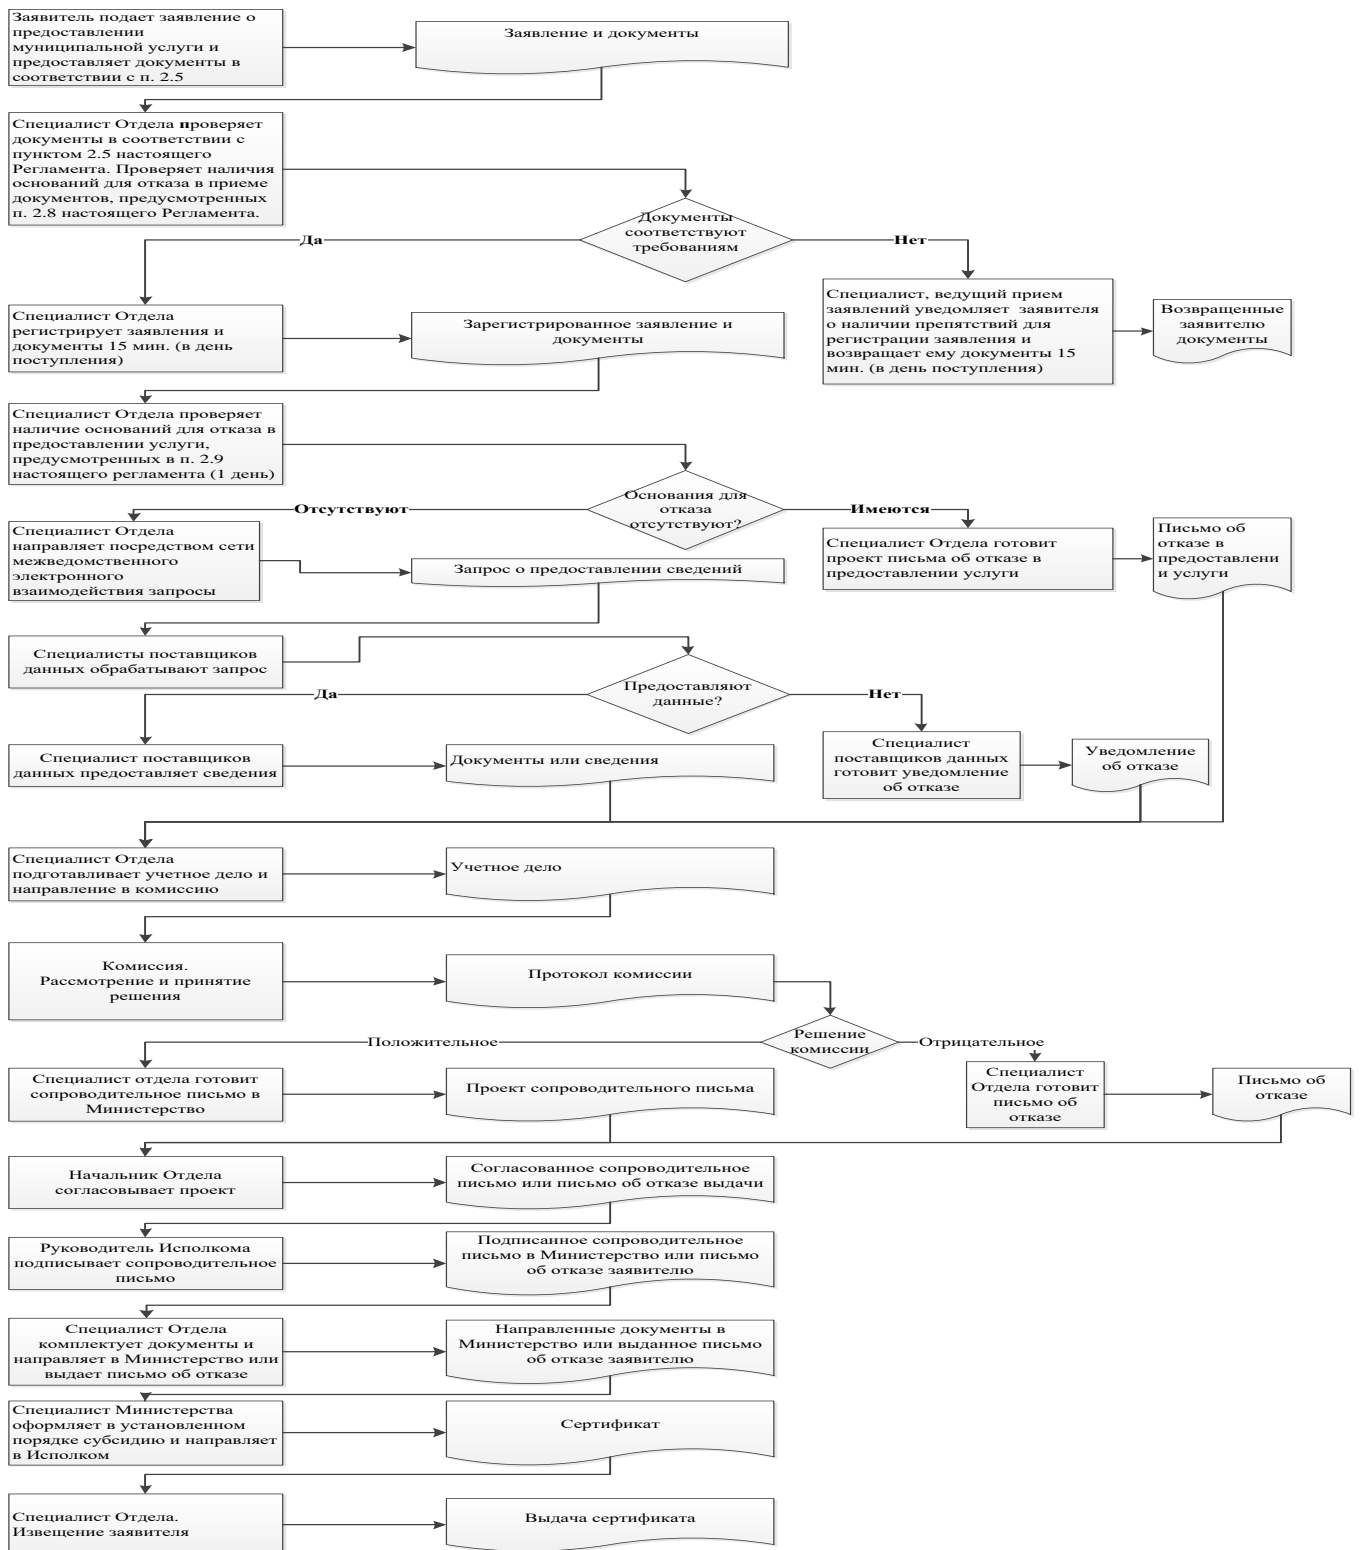 Заявитель подает заявление о
предоставлении
муниципальной услуги и
предоставляет документы в
соответствии с п. 2.5
Заявление и документы
Специалист Отдела проверяет
документы в соответствии с
пунктом 2.5 настоящего
Регламента. Проверяет наличия
оснований для отказа в приеме
документов, предусмотренных
п. 2.8 настоящего Регламента.
Документы
соответствуют
требованиям
Да
Нет
Специалист Отдела
регистрирует заявления и
документы 15 мин. (в день
поступления)
Зарегистрированное заявление и
документы
Специалист, ведущий прием
заявлений уведомляет заявителя
о наличии препятствий для
регистрации заявления и
возвращает ему документы 15
мин. (в день поступления)
Возвращенные
заявителю
документы
Специалист Отдела проверяет
наличие оснований для отказа в
предоставлении услуги,
предусмотренных в п. 2.9
настоящего регламента (1 день)
Основания для
отказа
отсутствуют?
Отсутствуют
Имеются
Специалист Отдела
направляет посредством сети
межведомственного
электронного
взаимодействия запросы
Запрос о предоставлении сведений
Специалист Отдела готовит
проект письма об отказе в
предоставлении услуги
Письмо об
отказе в
предоставлени
и услуги
Специалисты поставщиков
данных обрабатывают запрос
Предоставляют
данные?
Да
Нет
Специалист поставщиков
данных предоставляет сведения
Документы или сведения
Специалист
поставщиков данных
готовит уведомление
об отказе
Уведомление
об отказе
Специалист Отдела
подготавливает учетное дело и
направление в комиссию
Учетное дело
Комиссия.
Рассмотрение и принятие
решения
Протокол комиссии
Решение
комиссии
Положительное
Отрицательное
Специалист отдела готовит
сопроводительное письмо в
Министерство
Проект сопроводительного письма
Специалист
Отдела готовит
письмо об
отказе
Письмо об
отказе
Начальник Отдела
согласовывает проект
Согласованное сопроводительное
письмо или письмо об отказе выдачи
Руководитель Исполкома
подписывает сопроводительное
письмо
Подписанное сопроводительное
письмо в Министерство или письмо
об отказе заявителю
Специалист Отдела
комплектует документы и
направляет в Министерство или
выдает письмо об отказе
Направленные документы в
Министерство или выданное письмо
об отказе заявителю
Специалист Министерства
оформляет в установленном
порядке субсидию и направляет
в Исполком
Сертификат
Специалист Отдела.
Извещение заявителя
Выдача сертификата